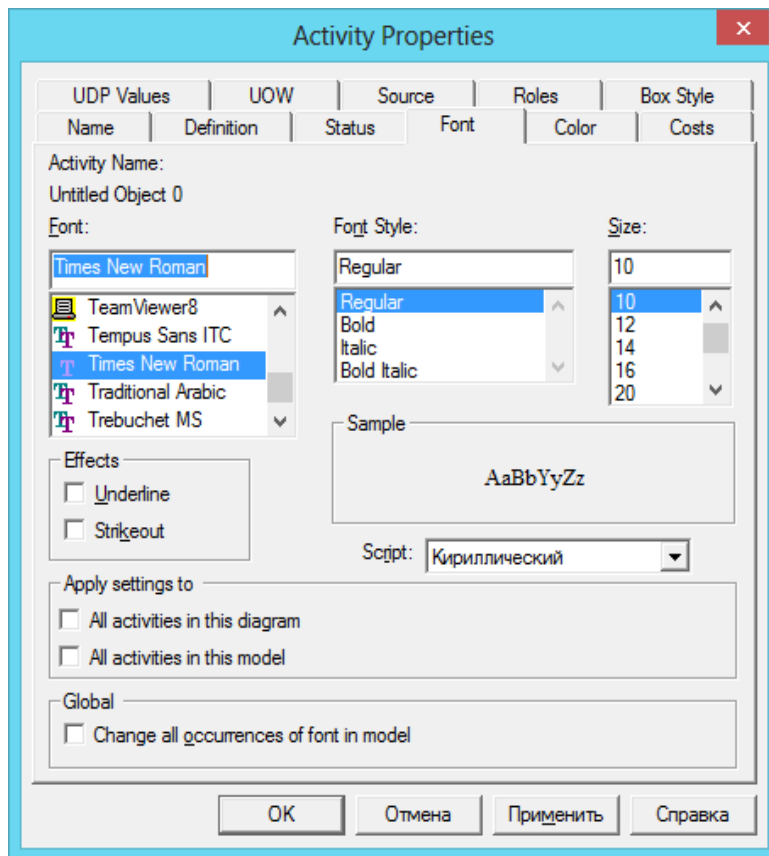 Activity Properties
UDP Values UOW Source Roles Box Style
Name Definition Status Font Color Costs
Activity Name:
Untitled Object 0
Font: Font Style: Size:
Times New Roman Regular 10
TeamViewer8
Tempus Sans ITC
Times New Roman
Traditional Arabic
Trebuchet MS
Regular
Bold
Italic
Bold Italic
10
12
14
16
20
Effects
Underline
Strikeout
Sample
AaBbYyZz
Script: Кириллический
Apply settings to
All activities in this diagram
All activities in this model
Global
Change all occurrences of font in model
OK Отмена Применить Справка